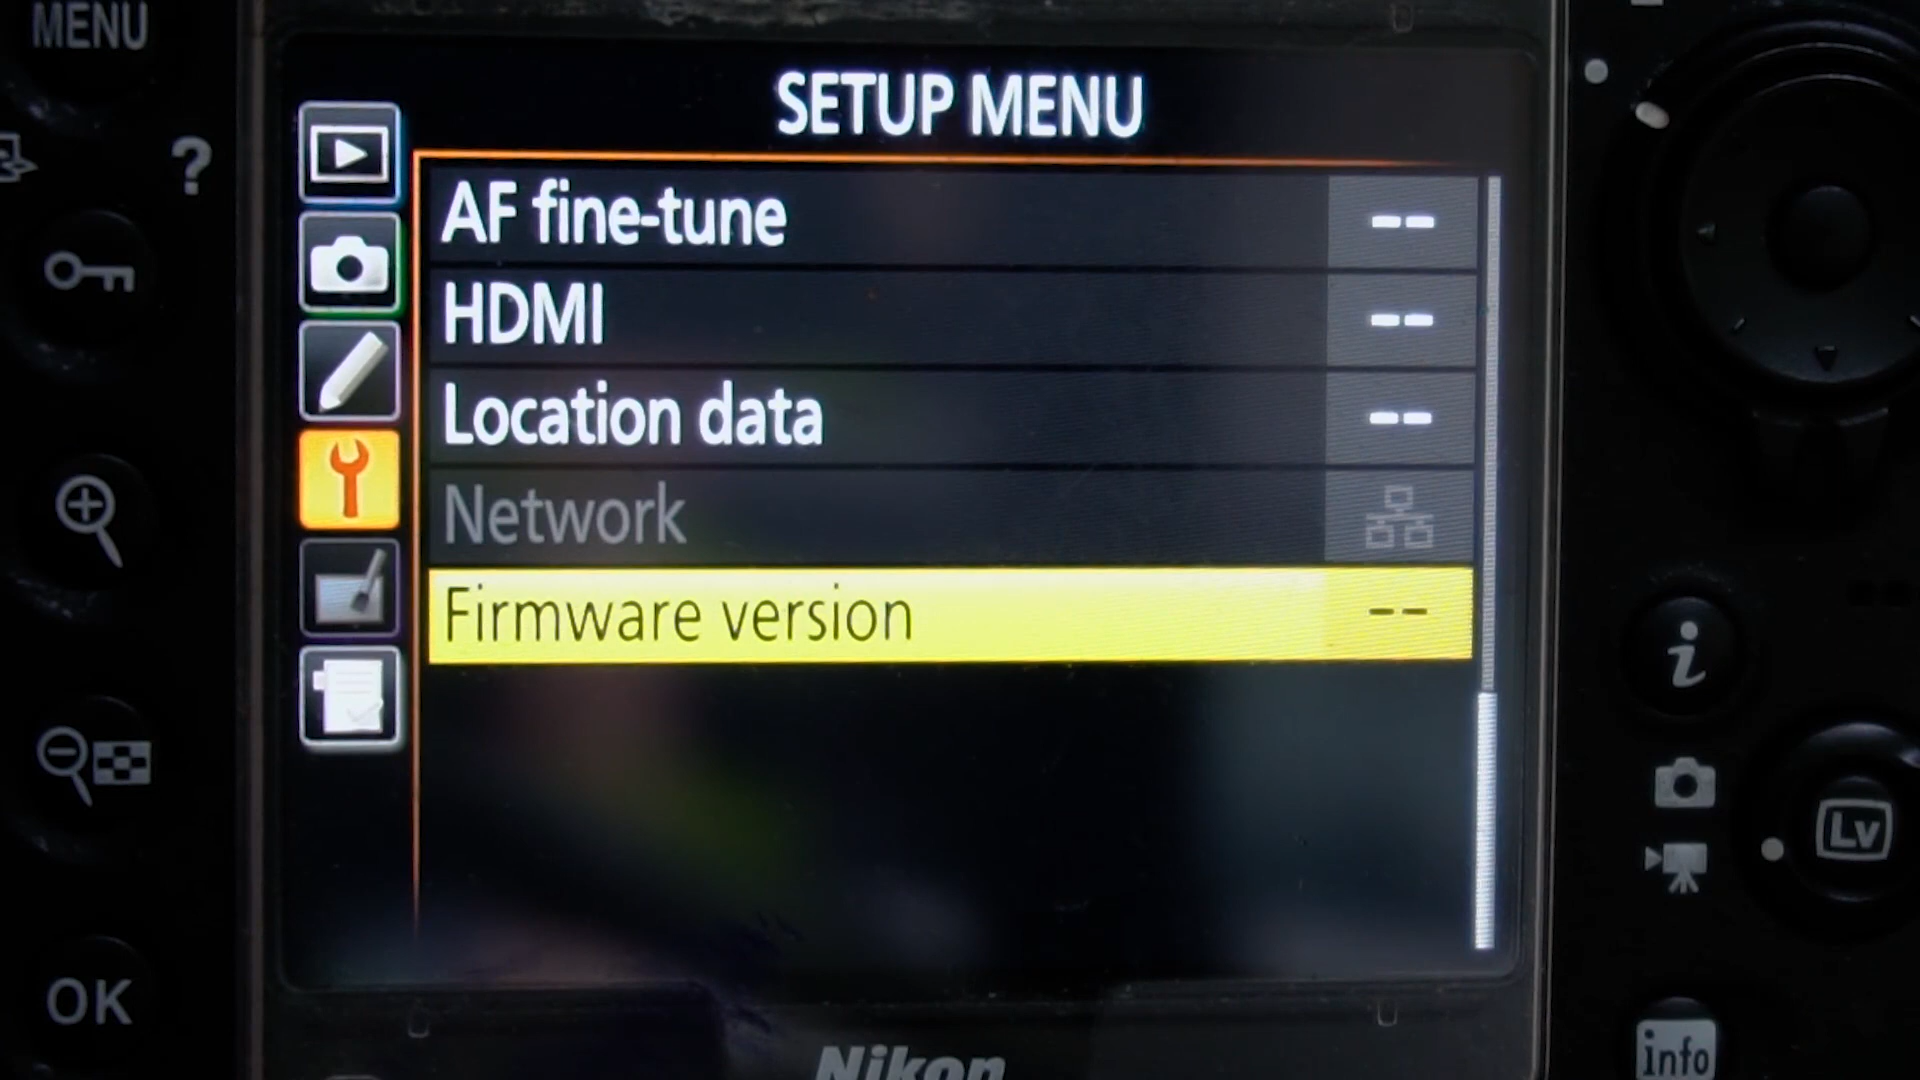 MENU
SETUP MENU
?
AF fine-tune --
HDMI --
Location data --
Network
Firmware version --
i
Lv
OK
Nikon
info